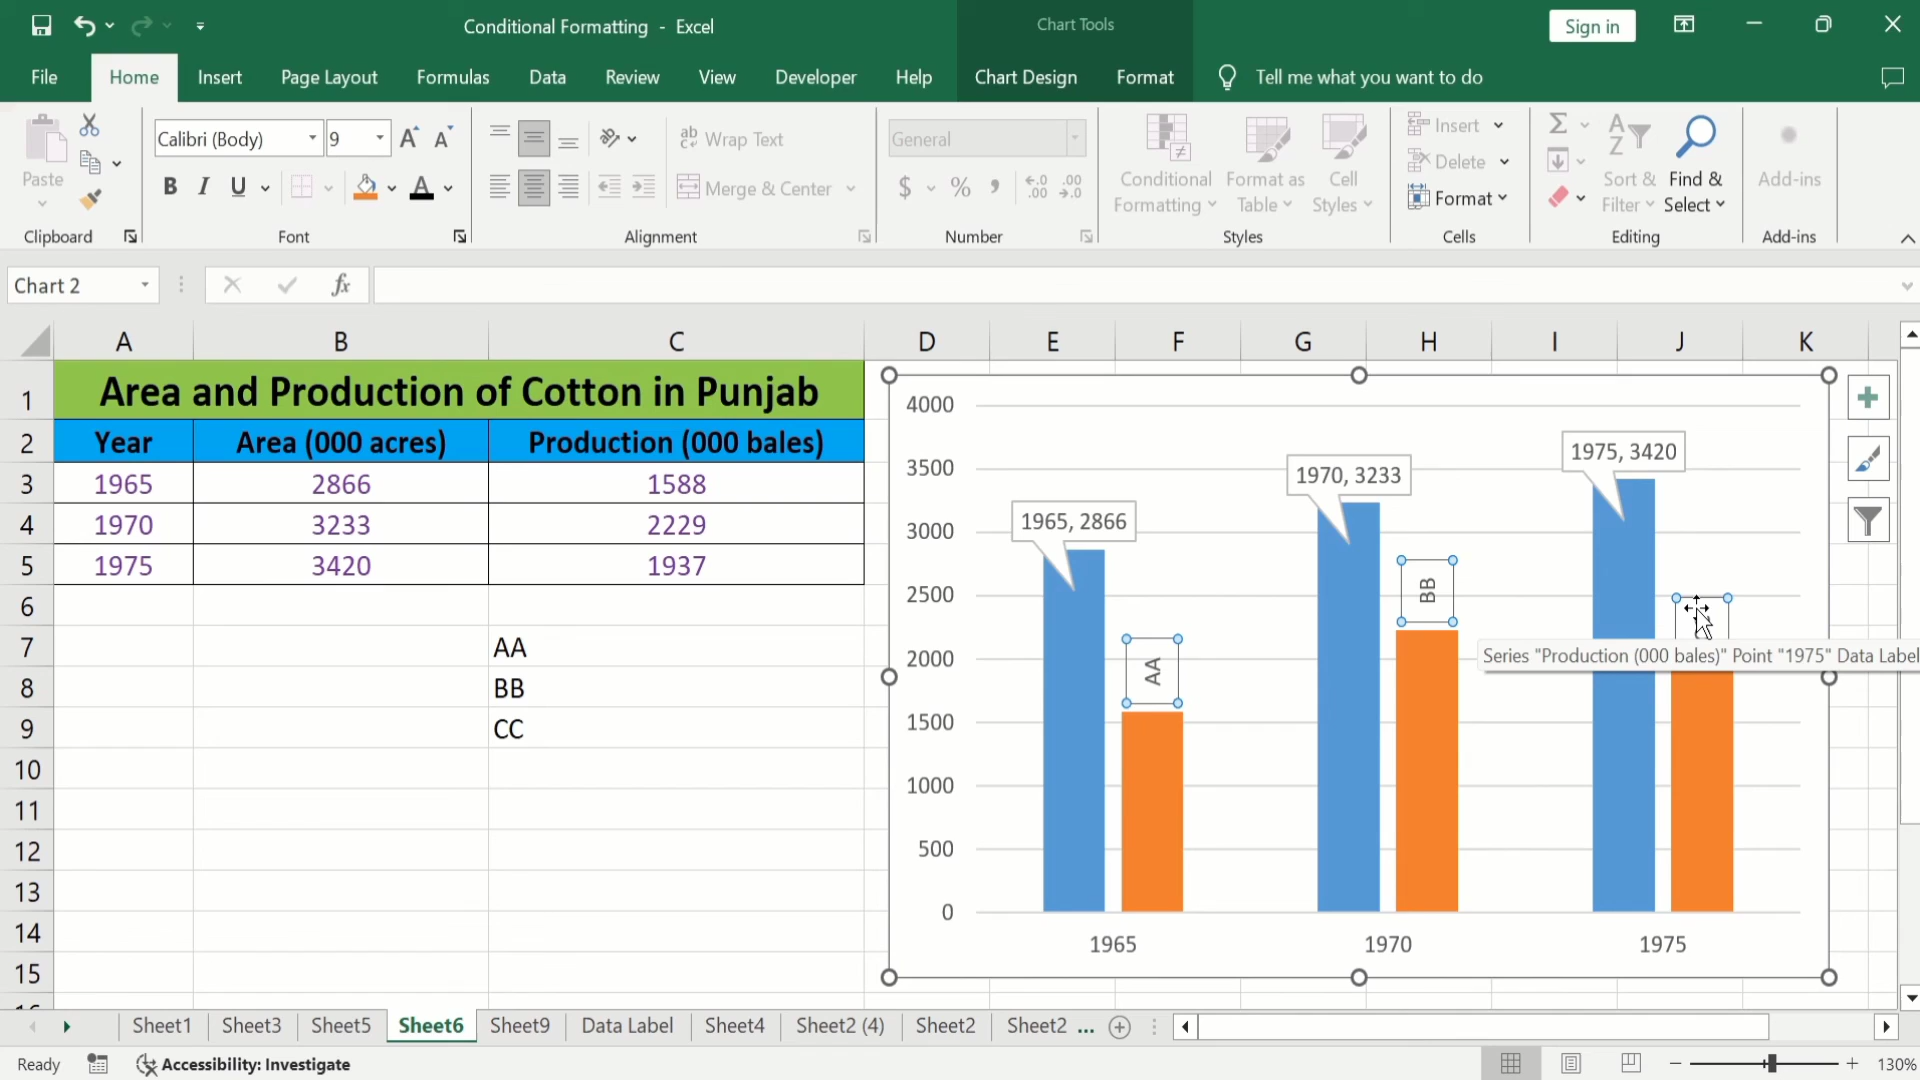 Conditional Formatting - Excel
Chart Tools
Sign in
File Home Insert Page Layout Formulas Data Review View Developer Help Chart Design Format Tell me what you want to do
Paste
Clipboard
Calibri (Body) 9
A A
B I U A
Font
ab Wrap Text
Merge & Center
Alignment
General
$ % , .00 .00
Number
Conditional Formatting
Format as Table
Cell Styles
Styles
Insert
Delete
Format
Cells
Sort & Filter
Find & Select
Editing
Add-ins
Add-ins
Chart 2 fx
A B C D E F G H I J K
1 Area and Production of Cotton in Punjab
2 Year Area (000 acres) Production (000 bales)
3 1965 2866 1588
4 1970 3233 2229
5 1975 3420 1937
6
7 AA
8 BB
9 CC
10
11
12
13
14
15
4000
3500
3000
2500
2000
1500
1000
500
0
1965, 2866
1970, 3233
1975, 3420
AA
BB
Series "Production (000 bales)" Point "1975" Data Label
1965 1970 1975
Sheet1 Sheet3 Sheet5 Sheet6 Sheet9 Data Label Sheet4 Sheet2 (4) Sheet2 Sheet2 ...
Ready Accessibility: Investigate 130%